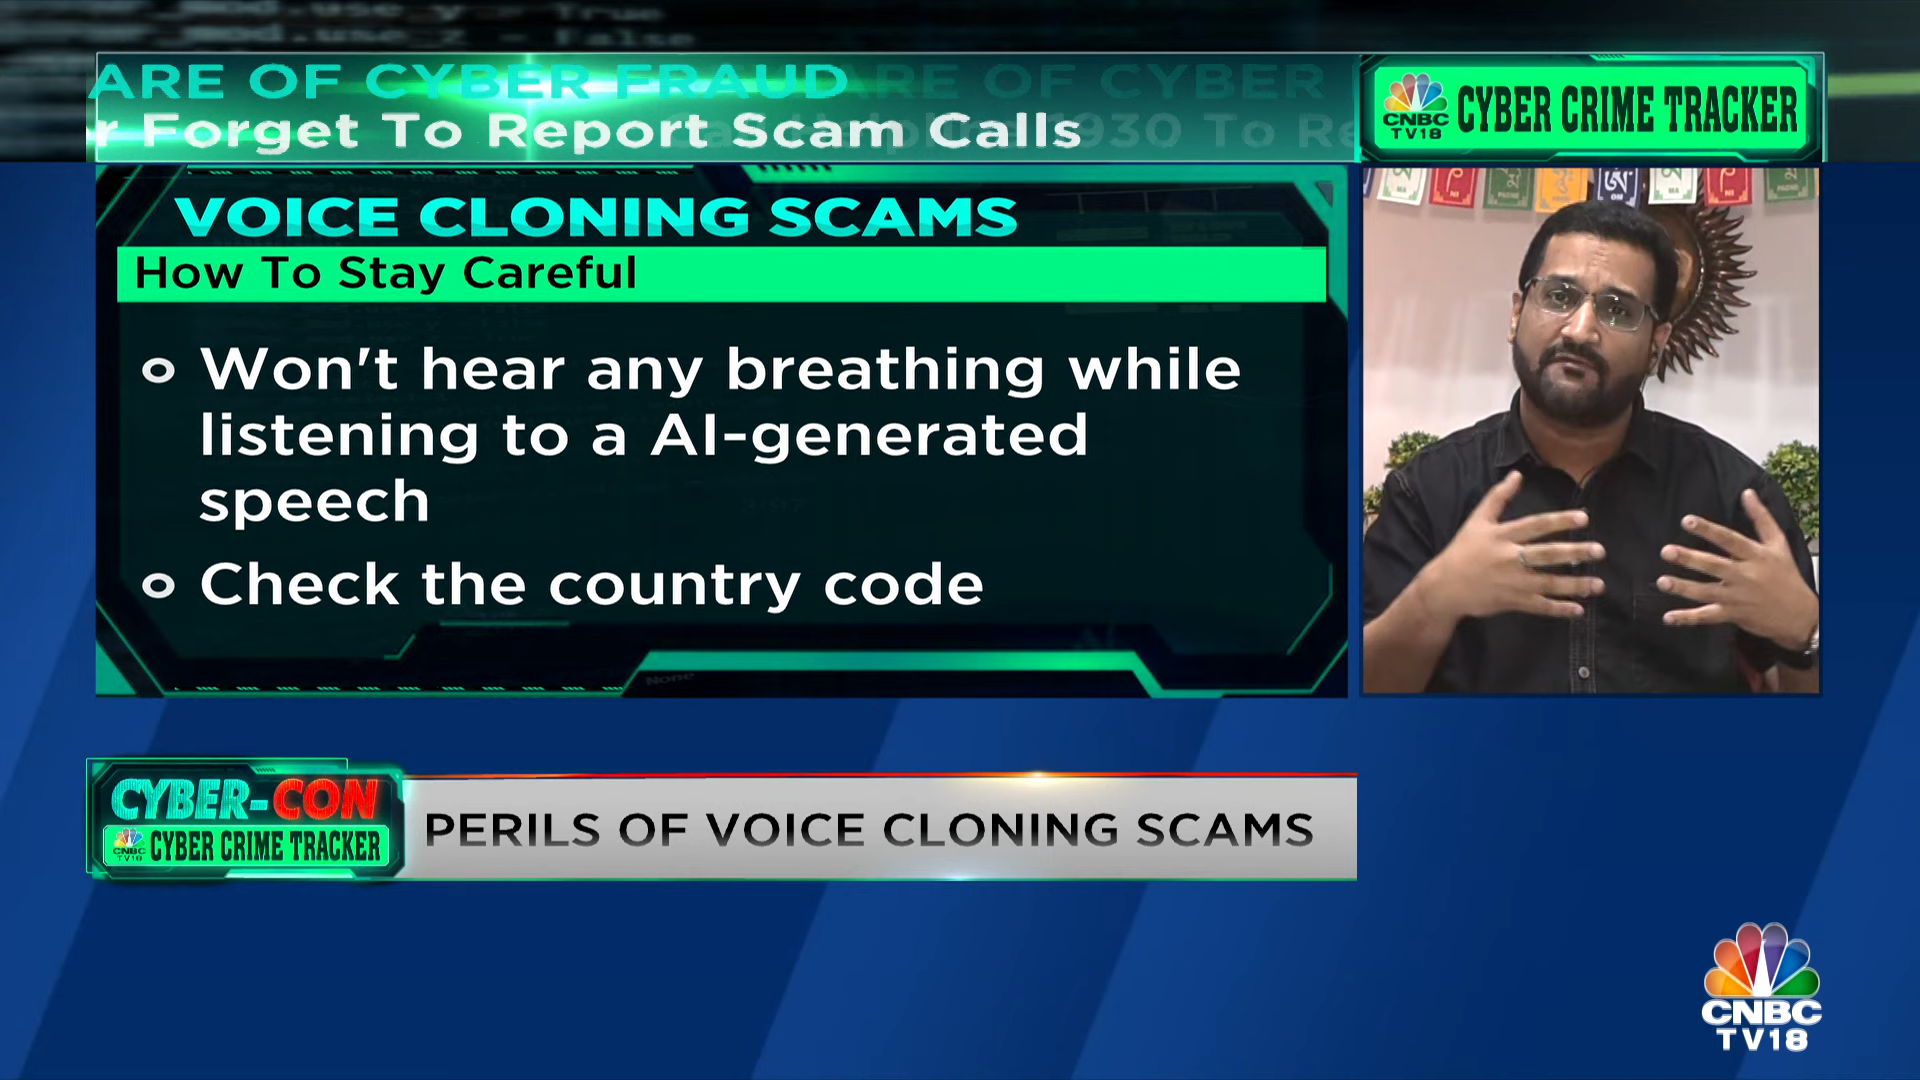 ARE OF CYBER FRAUD
r Forget To Report Scam Calls
CNBC
TV18
CYBER CRIME TRACKER
VOICE CLONING SCAMS
How To Stay Careful
o Won't hear any breathing while
listening to a AI-generated
speech
o Check the country code
CYBER-CON
CNBC
TV18
CYBER CRIME TRACKER
PERILS OF VOICE CLONING SCAMS
CNBC
TV18